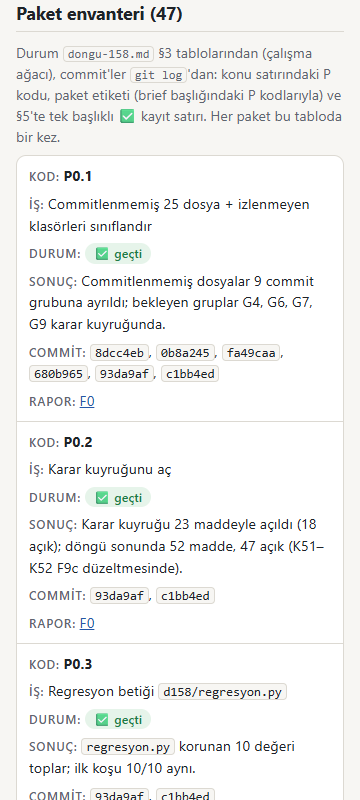 Paket envanteri (47)
Durum dongu-158.md §3 tablolarından (çalışma
ağacı), commit'ler git log 'dan: konu satırındaki P
kodu, paket etiketi (brief başlığındaki P kodlarıyla) ve
§5'te tek başlıklı ✅ kayıt satırı. Her paket bu tabloda
bir kez.
KOD: P0.1
İŞ: Commitlenmemiş 25 dosya + izlenmeyen
klasörleri sınıflandır
DURUM: ✅ geçti
SONUÇ: Commitlenmemiş dosyalar 9 commit
grubuna ayrıldı; bekleyen gruplar G4, G6, G7,
G9 karar kuyruğunda.
COMMİT: 8dcc4eb, 0b8a245, fa49caa,
680b965, 93da9af, c1bb4ed
RAPOR: F0
KOD: P0.2
İŞ: Karar kuyruğunu aç
DURUM: ✅ geçti
SONUÇ: Karar kuyruğu 23 maddeyle açıldı (18
açık); döngü sonunda 52 madde, 47 açık (K51–
K52 F9c düzeltmesinde).
COMMİT: 93da9af, c1bb4ed
RAPOR: F0
KOD: P0.3
İŞ: Regresyon betiği d158/regresyon.py
DURUM: ✅ geçti
SONUÇ: regresyon.py korunan 10 değeri
toplar; ilk koşu 10/10 aynı.
COMMİT: 93da9af, c1bb4ed